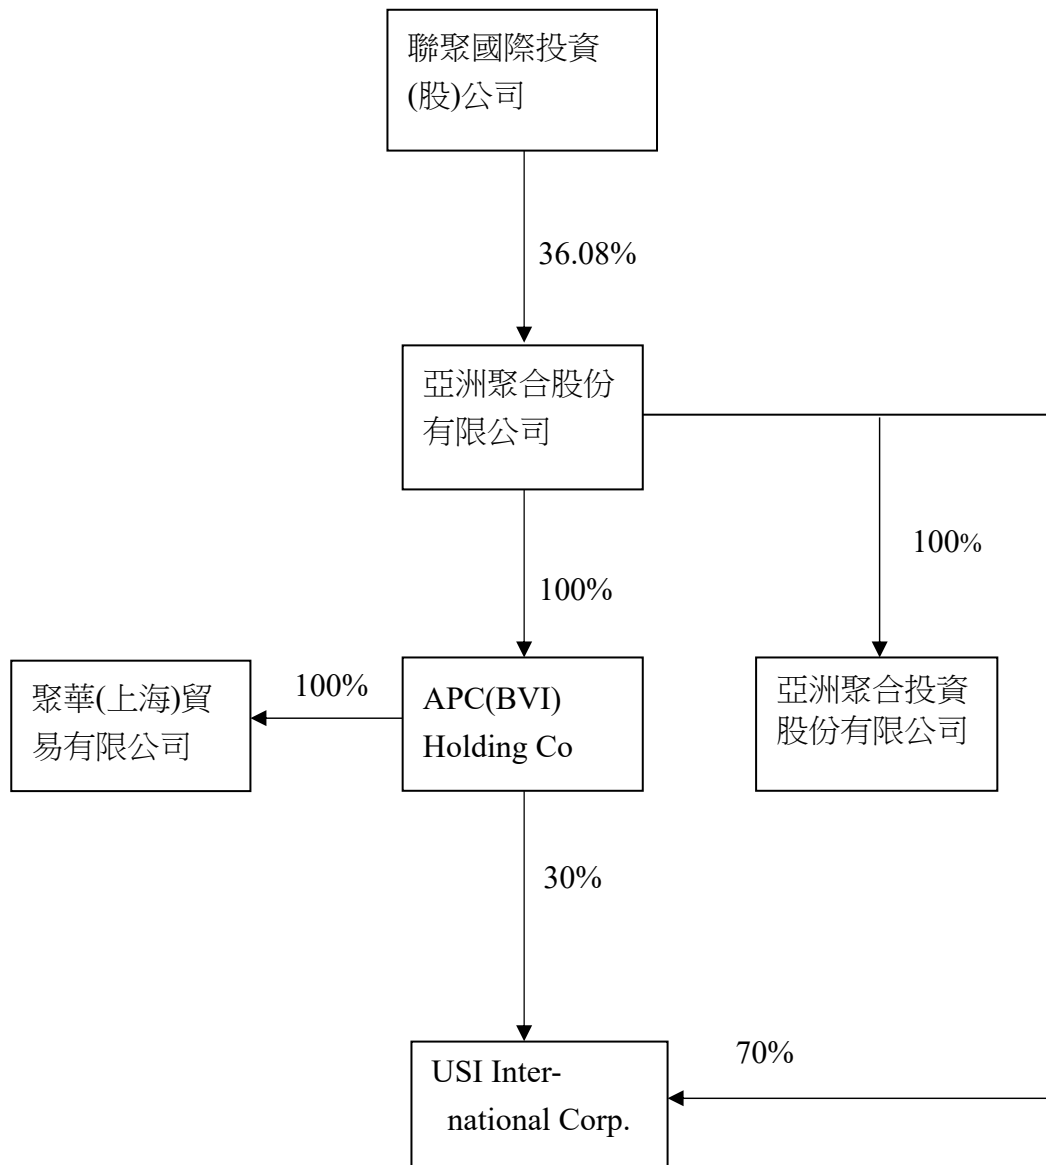 聯聚國際投資
(股)公司
36.08%
亞洲聚合股份
有限公司
100%
100%
聚華(上海)貿
易有限公司
100%
APC(BVI)
Holding Co
亞洲聚合投資
股份有限公司
30%
70%
USI Inter-
national Corp.